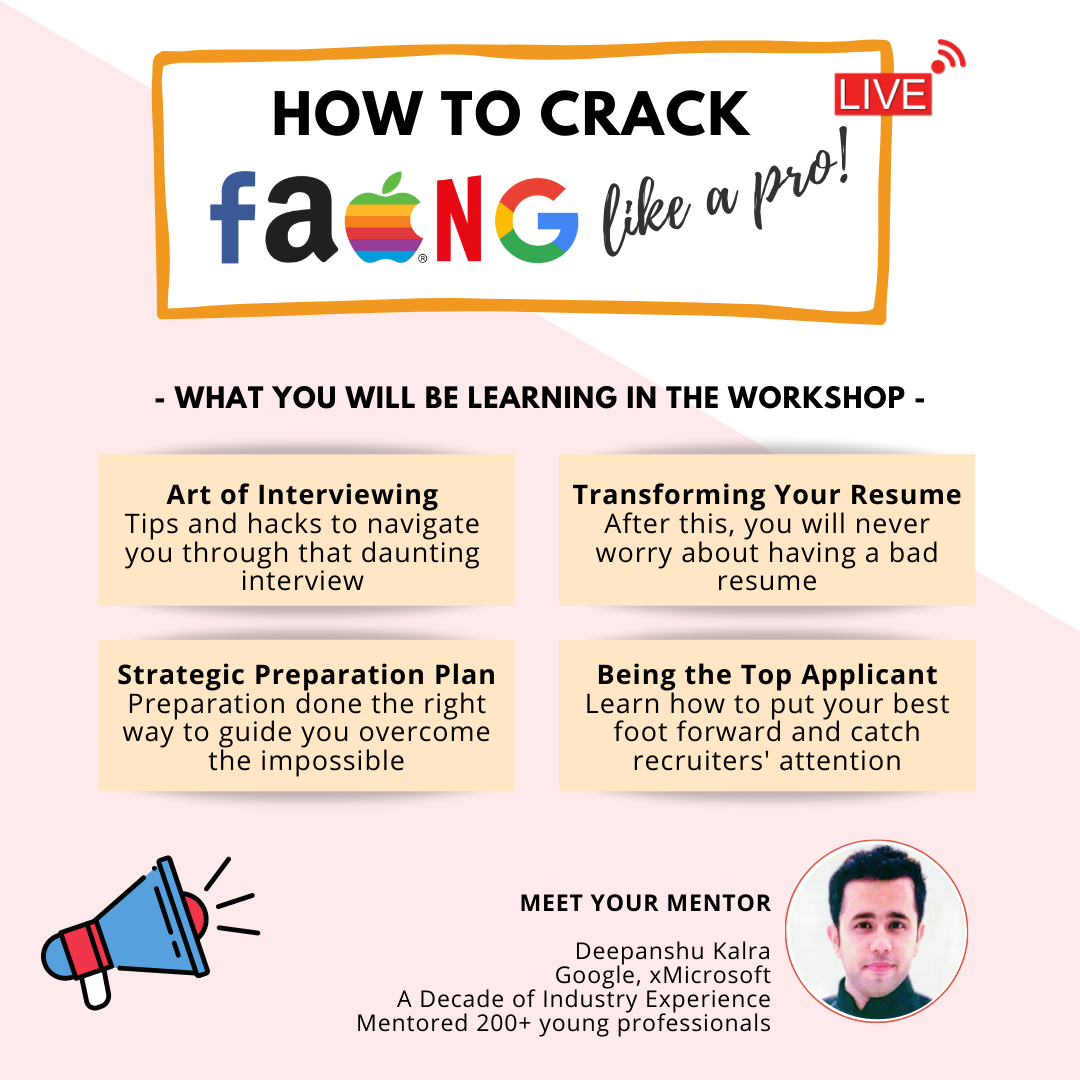 LIVE
HOW TO CRACK
faang like a pro!
®
- WHAT YOU WILL BE LEARNING IN THE WORKSHOP -
Art of Interviewing
Tips and hacks to navigate
you through that daunting
interview
Transforming Your Resume
After this, you will never
worry about having a bad
resume
Strategic Preparation Plan
Preparation done the right
way to guide you overcome
the impossible
Being the Top Applicant
Learn how to put your best
foot forward and catch
recruiters' attention
MEET YOUR MENTOR
Deepanshu Kalra
Google, xMicrosoft
A Decade of Industry Experience
Mentored 200+ young professionals